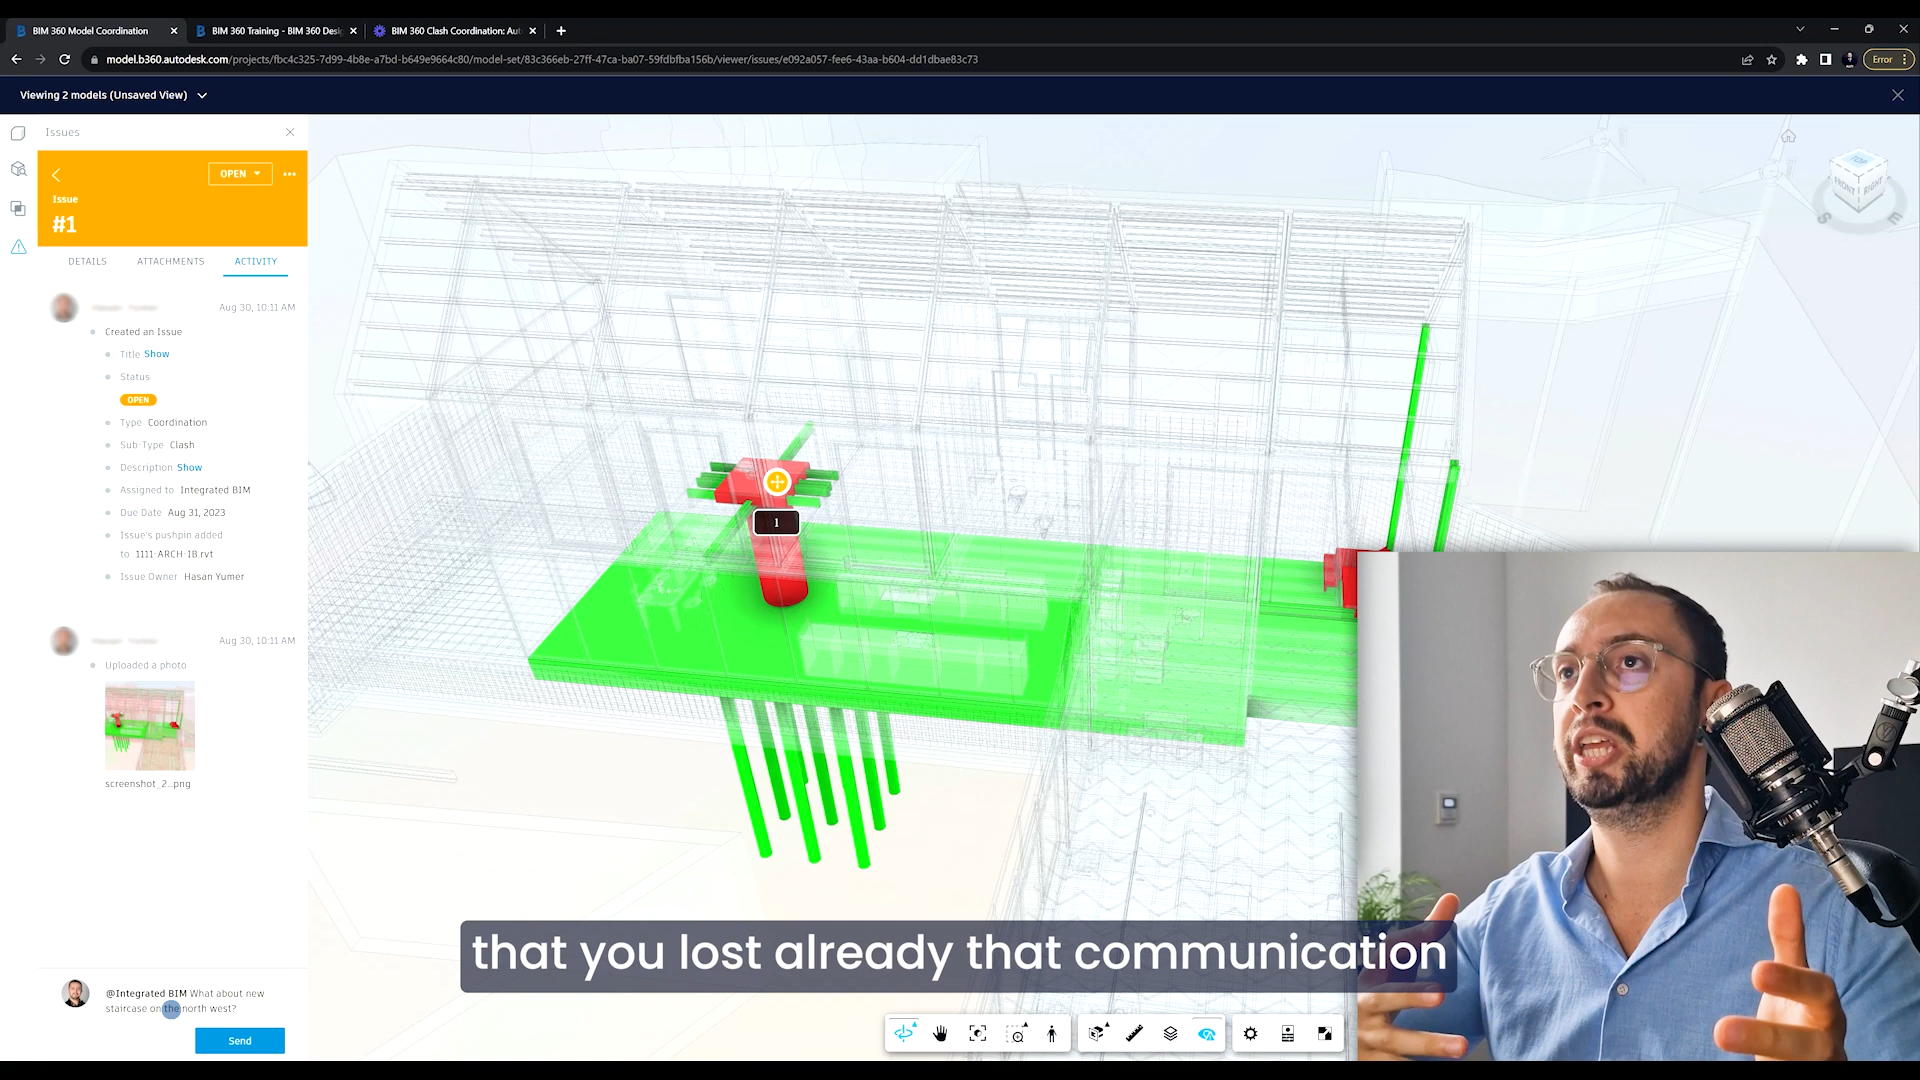 BIM 360 Model Coordination
BIM 360 Training - BIM 360 Desi
BIM 360 Clash Coordination: Aut
model.b360.autodesk.com/projects/fbc4c325-7d99-4b8e-a7bd-b649e9664c80/model-set/83c366eb-27ff-47ca-ba07-59fdbfba156b/viewer/issues/e092a057-fee6-43aa-b604-dd1dbae83c73
Error
Viewing 2 models (Unsaved View)
Issues
OPEN
Issue
#1
DETAILS ATTACHMENTS ACTIVITY
Aug 30, 10:11 AM
Created an Issue
Title Show
Status
OPEN
Type Coordination
Sub-Type Clash
Description Show
Assigned to Integrated BIM
Due Date Aug 31, 2023
Issue's pushpin added
to 1111-ARCH-IB.rvt
Issue Owner Hasan Yumer
Aug 30, 10:11 AM
Uploaded a photo
screenshot_2...png
@Integrated BIM What about new
staircase on the north west?
Send
1
TOP
FRONT
RIGHT
S
E
that you lost already that communication